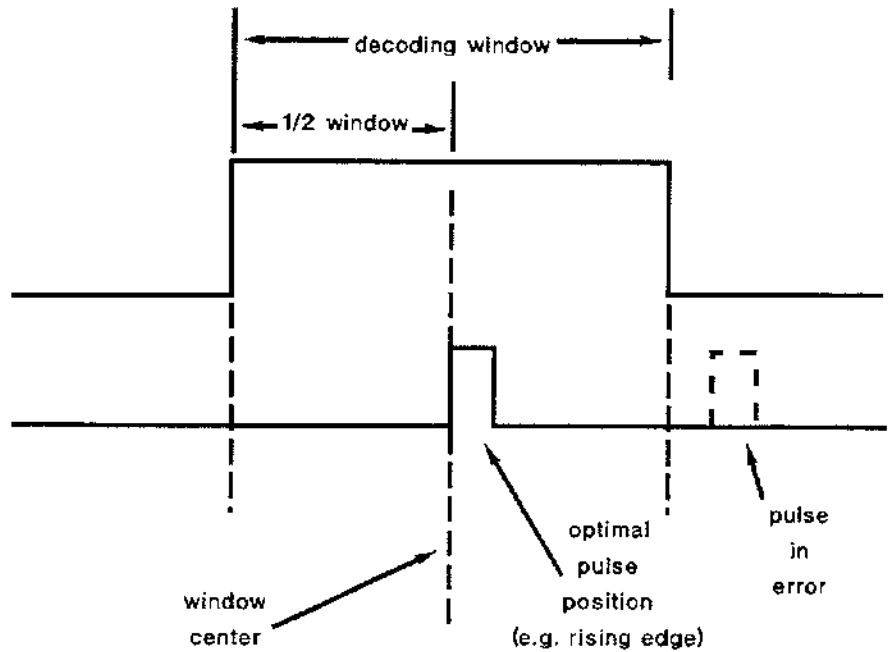 decoding window
1/2 window
optimal
pulse
position
(e.g. rising edge)
pulse
in
error
window
center